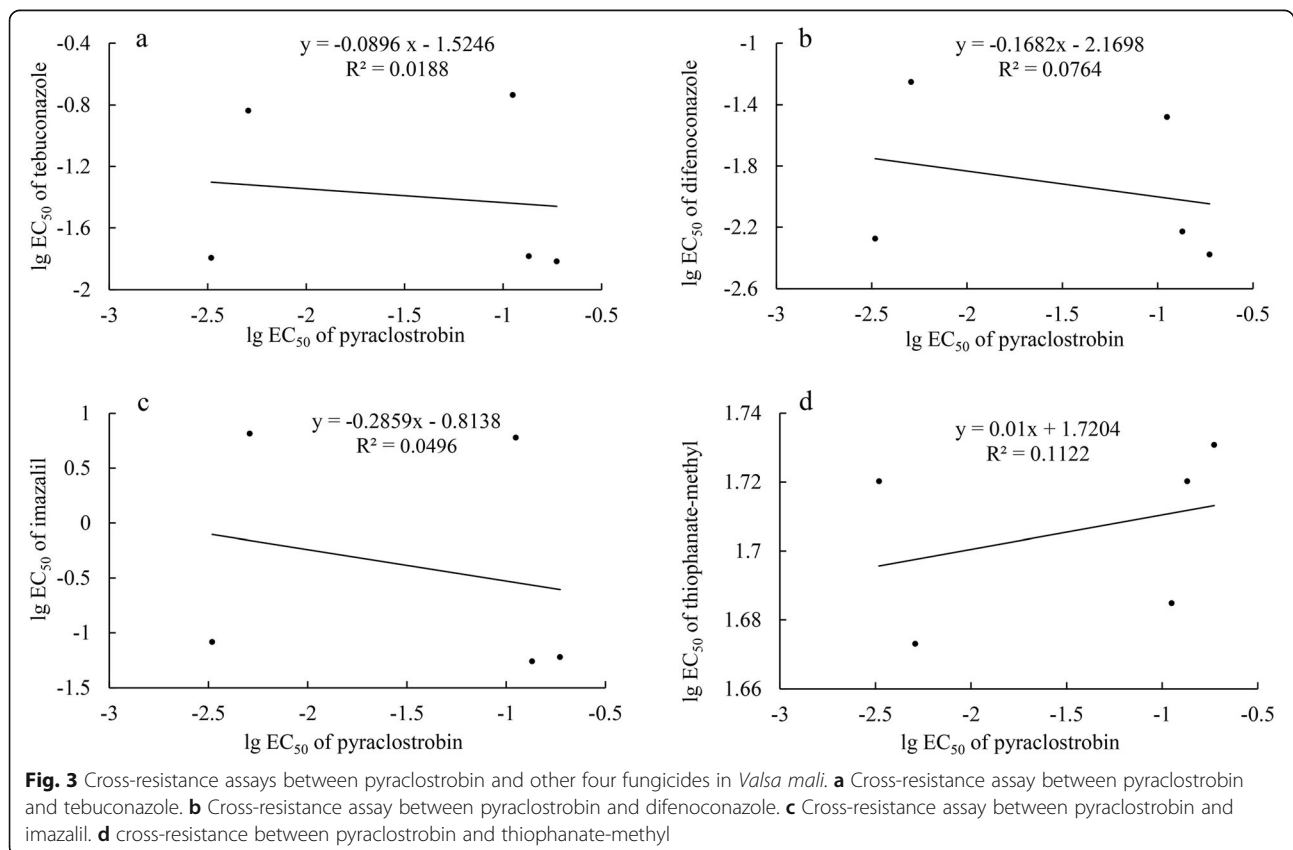 a
y = -0.0896 x - 1.5246
R² = 0.0188
lg EC₅₀ of tebuconazole
-0.4
-0.8
-1.2
-1.6
-2
-3 -2.5 -2 -1.5 -1 -0.5
lg EC₅₀ of pyraclostrobin
b
y = -0.1682x - 2.1698
R² = 0.0764
lg EC₅₀ of difenoconazole
-1
-1.4
-1.8
-2.2
-2.6
-3 -2.5 -2 -1.5 -1 -0.5
lg EC₅₀ of pyraclostrobin
c
y = -0.2859x - 0.8138
R² = 0.0496
lg EC₅₀ of imazalil
1
0.5
0
-0.5
-1
-1.5
-3 -2.5 -2 -1.5 -1 -0.5
lg EC₅₀ of pyraclostrobin
d
y = 0.01x + 1.7204
R² = 0.1122
lg EC₅₀ of thiophanate-methyl
1.74
1.72
1.7
1.68
1.66
-3 -2.5 -2 -1.5 -1 -0.5
lg EC₅₀ of pyraclostrobin
Fig. 3 Cross-resistance assays between pyraclostrobin and other four fungicides in Valsa mali. a Cross-resistance assay between pyraclostrobin
and tebuconazole. b Cross-resistance assay between pyraclostrobin and difenoconazole. c Cross-resistance assay between pyraclostrobin and
imazalil. d cross-resistance between pyraclostrobin and thiophanate-methyl